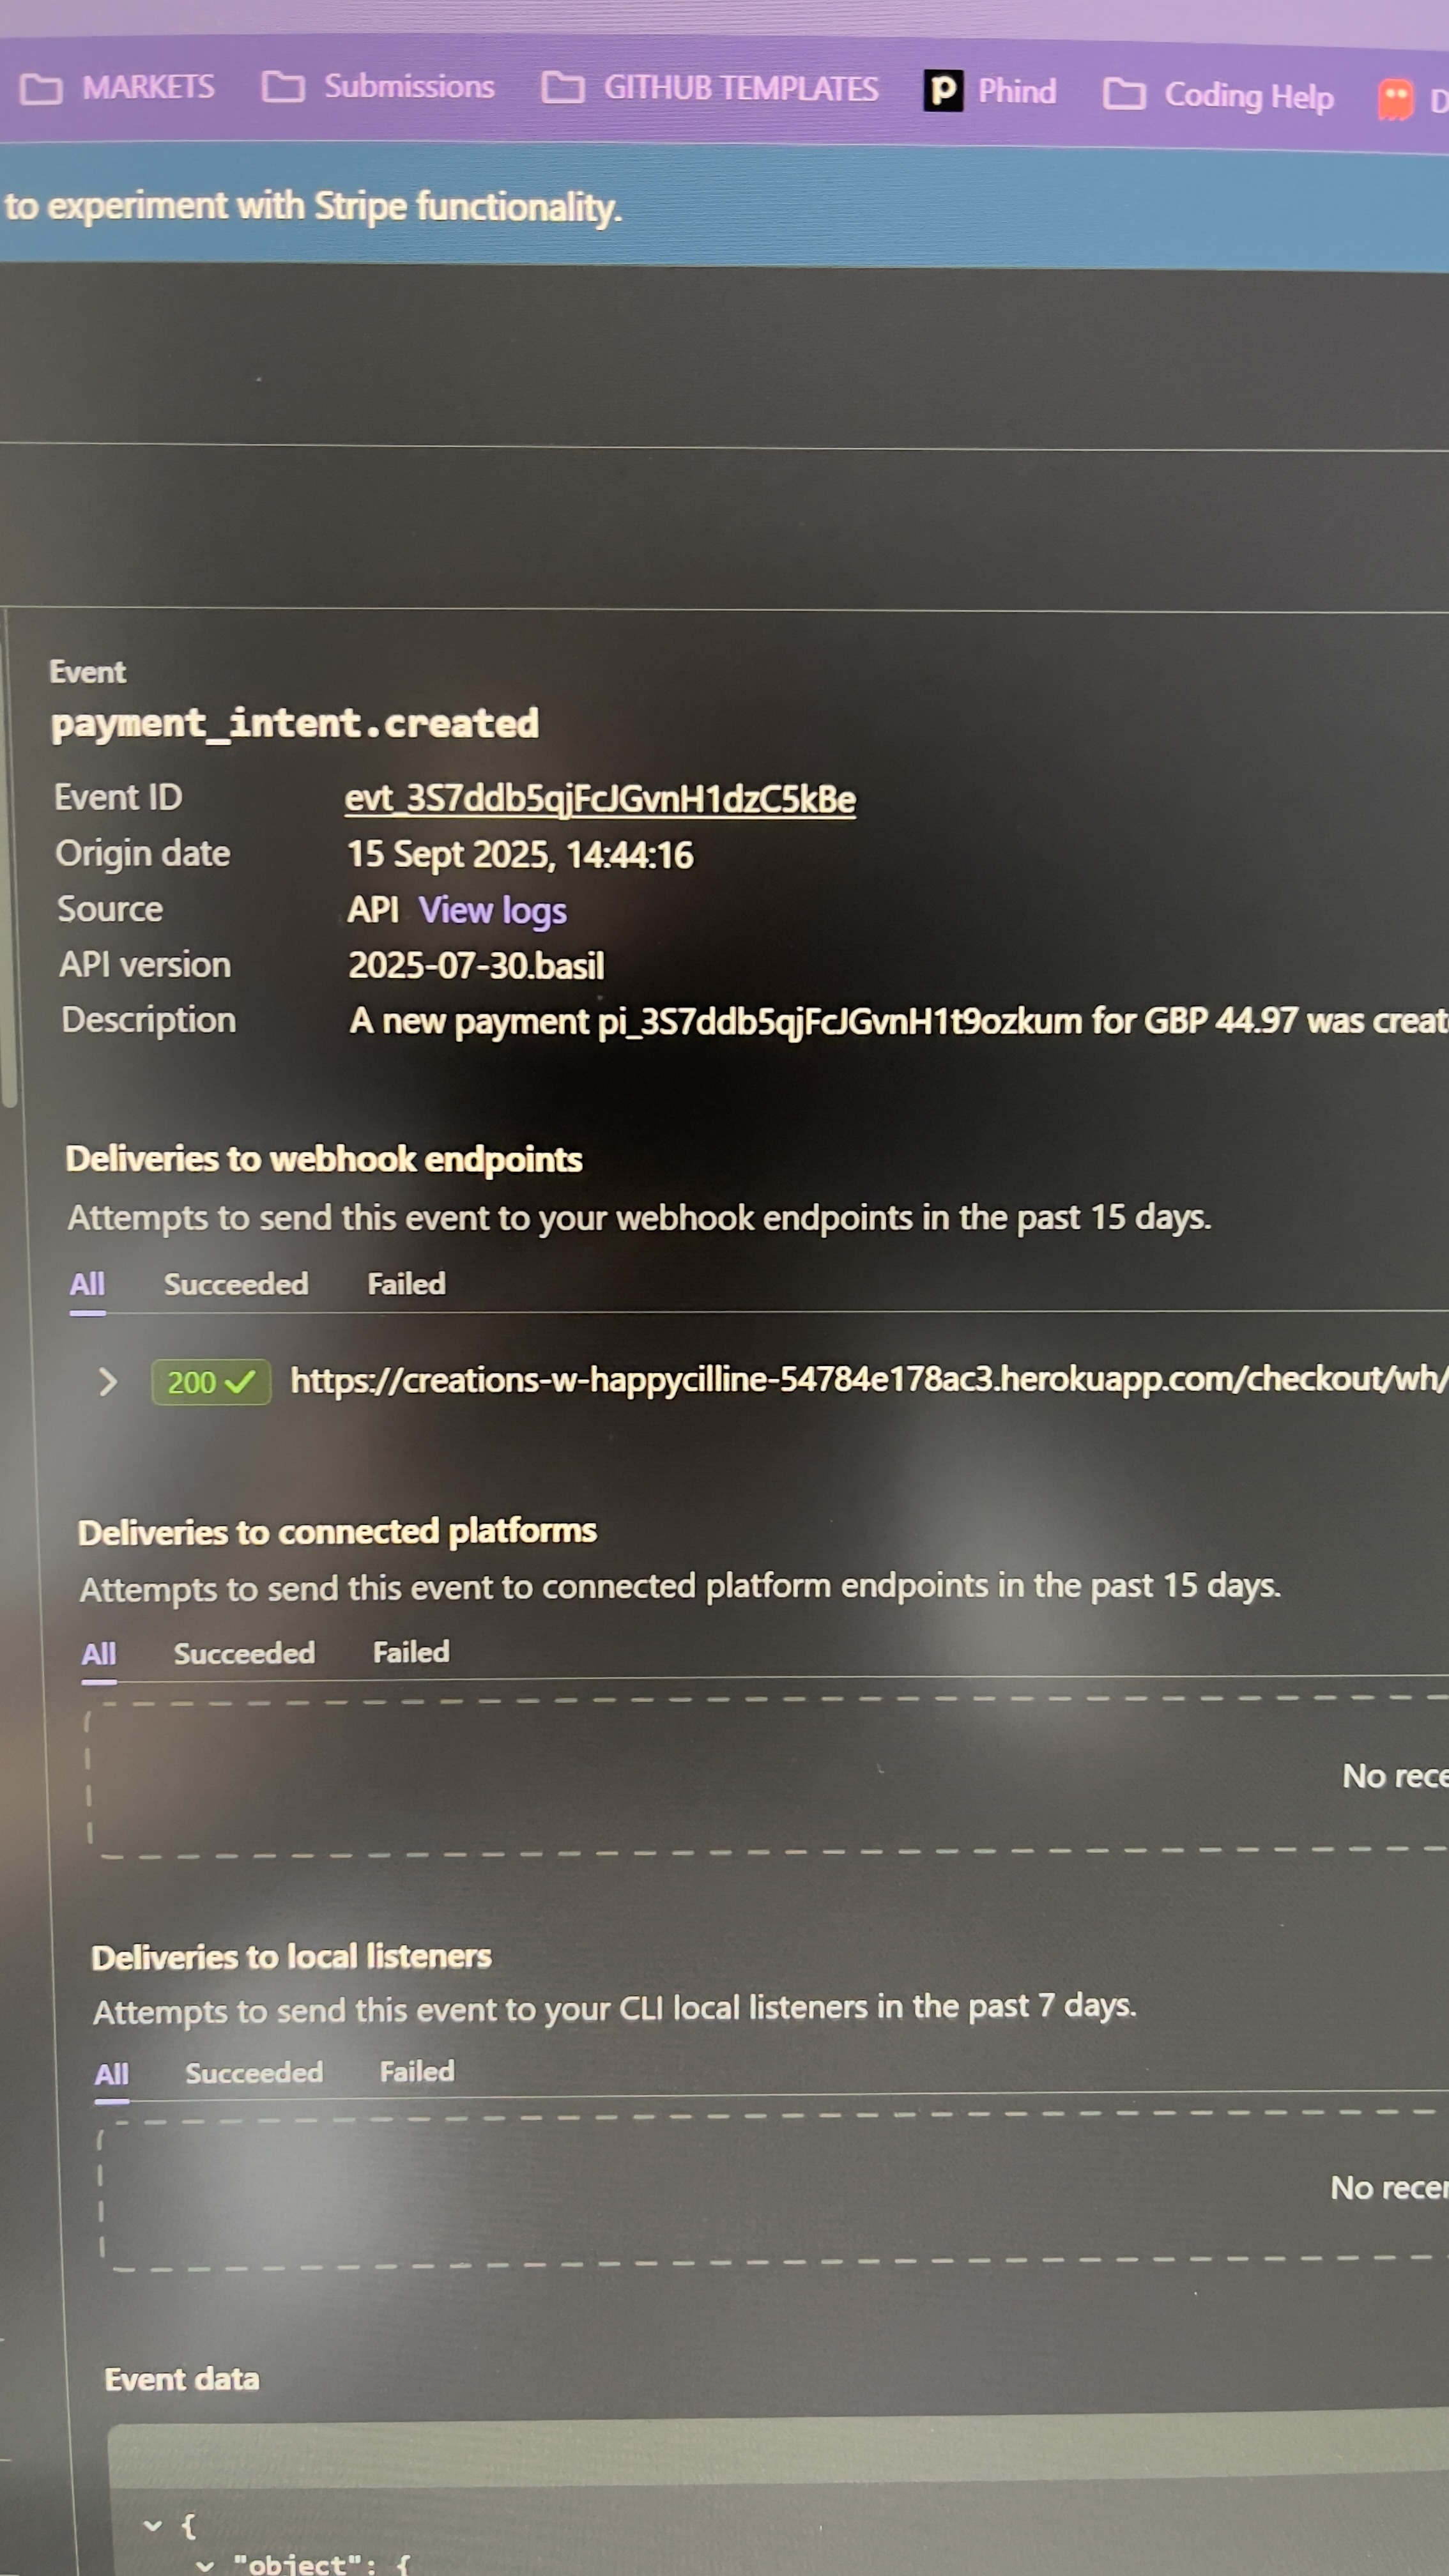 MARKETS Submissions GITHUB TEMPLATES Phind Coding Help
to experiment with Stripe functionality.
Event
payment_intent.created
Event ID evt_3S7ddb5qjFcJGvnH1dzC5kBe
Origin date 15 Sept 2025, 14:44:16
Source API View logs
API version 2025-07-30.basil
Description A new payment pi_3S7ddb5qjFcJGvnH1t9ozkum for GBP 44.97 was creat
Deliveries to webhook endpoints
Attempts to send this event to your webhook endpoints in the past 15 days.
All Succeeded Failed
200 https://creations-w-happycilline-54784e178ac3.herokuapp.com/checkout/wh/
Deliveries to connected platforms
Attempts to send this event to connected platform endpoints in the past 15 days.
All Succeeded Failed
No rece
Deliveries to local listeners
Attempts to send this event to your CLI local listeners in the past 7 days.
All Succeeded Failed
No recen
Event data
{
"object": {